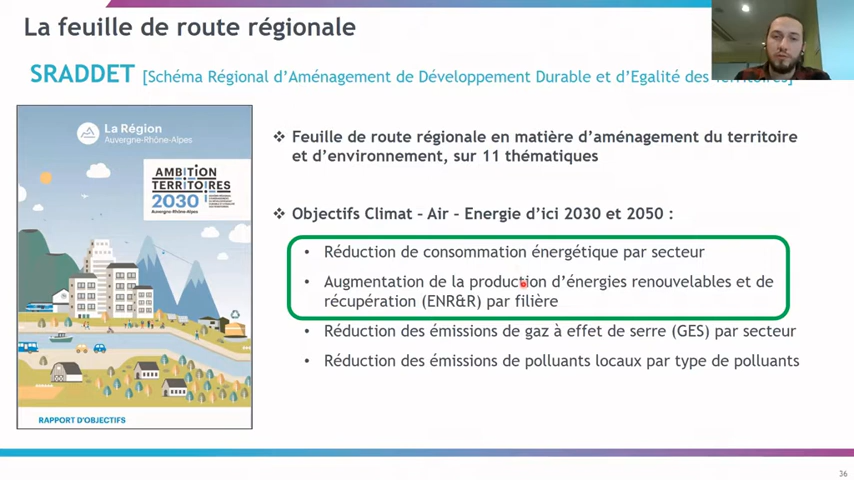 La feuille de route régionale
SRADDET [Schéma Régional d'Aménagement de Développement Durable et d'Egalité des Territoires]
La Région
Auvergne-Rhône-Alpes
AMBITION
TERRITOIRES
2030
Auvergne-Rhône-Alpes
RAPPORT D'OBJECTIFS
❖ Feuille de route régionale en matière d'aménagement du territoire
et d'environnement, sur 11 thématiques
❖ Objectifs Climat – Air – Energie d'ici 2030 et 2050 :
• Réduction de consommation énergétique par secteur
• Augmentation de la production d'énergies renouvelables et de
récupération (ENR&R) par filière
• Réduction des émissions de gaz à effet de serre (GES) par secteur
• Réduction des émissions de polluants locaux par type de polluants
36